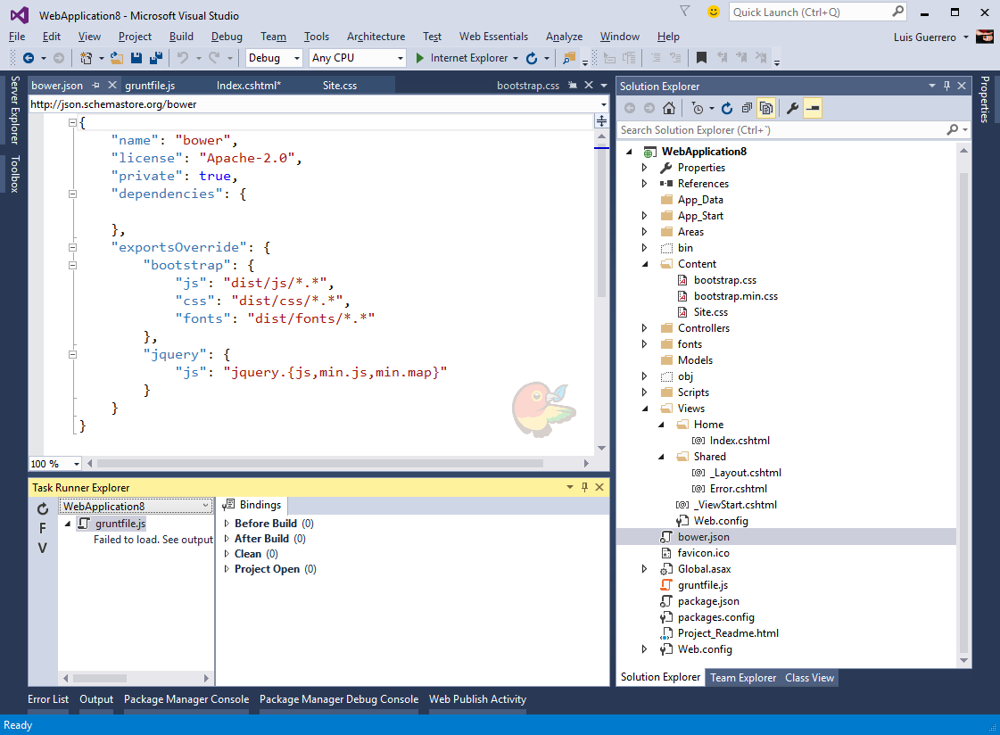 WebApplication8 - Microsoft Visual Studio
Quick Launch (Ctrl+Q)
File Edit View Project Build Debug Team Tools Architecture Test Web Essentials Analyze Window Help
Luis Guerrero
Debug Any CPU Internet Explorer
Server Explorer
Toolbox
bower.json gruntfile.js Index.cshtml* Site.css bootstrap.css
http://json.schemastore.org/bower
{
"name": "bower",
"license": "Apache-2.0",
"private": true,
"dependencies": {
},
"exportsOverride": {
"bootstrap": {
"js": "dist/js/*.*",
"css": "dist/css/*.*",
"fonts": "dist/fonts/*.*"
},
"jquery": {
"js": "jquery.{js,min.js,min.map}"
}
}
}
100 %
Task Runner Explorer
WebApplication8
gruntfile.js
Failed to load. See output
F
V
Bindings
Before Build (0)
After Build (0)
Clean (0)
Project Open (0)
Solution Explorer
Search Solution Explorer (Ctrl+`)
WebApplication8
Properties
References
App_Data
App_Start
Areas
bin
Content
bootstrap.css
bootstrap.min.css
Site.css
Controllers
fonts
Models
obj
Scripts
Views
Home
Index.cshtml
Shared
_Layout.cshtml
Error.cshtml
_ViewStart.cshtml
Web.config
bower.json
favicon.ico
Global.asax
gruntfile.js
package.json
packages.config
Project_Readme.html
Web.config
Solution Explorer Team Explorer Class View
Properties
Error List Output Package Manager Console Package Manager Debug Console Web Publish Activity
Ready